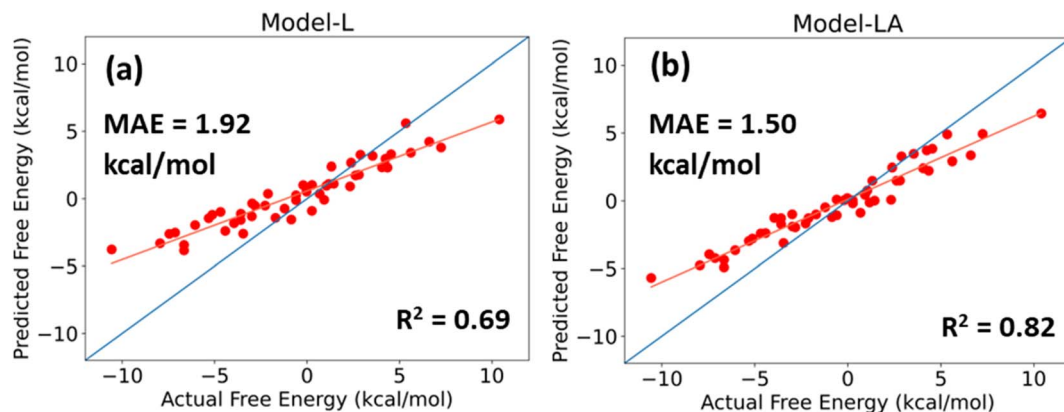 Model-L
(a)
MAE = 1.92
kcal/mol
R² = 0.69
10
5
0
−5
−10
−10
−5
0
5
10
Predicted Free Energy (kcal/mol)
Actual Free Energy (kcal/mol)
Model-LA
(b)
MAE = 1.50
kcal/mol
R² = 0.82
10
5
0
−5
−10
−10
−5
0
5
10
Predicted Free Energy (kcal/mol)
Actual Free Energy (kcal/mol)